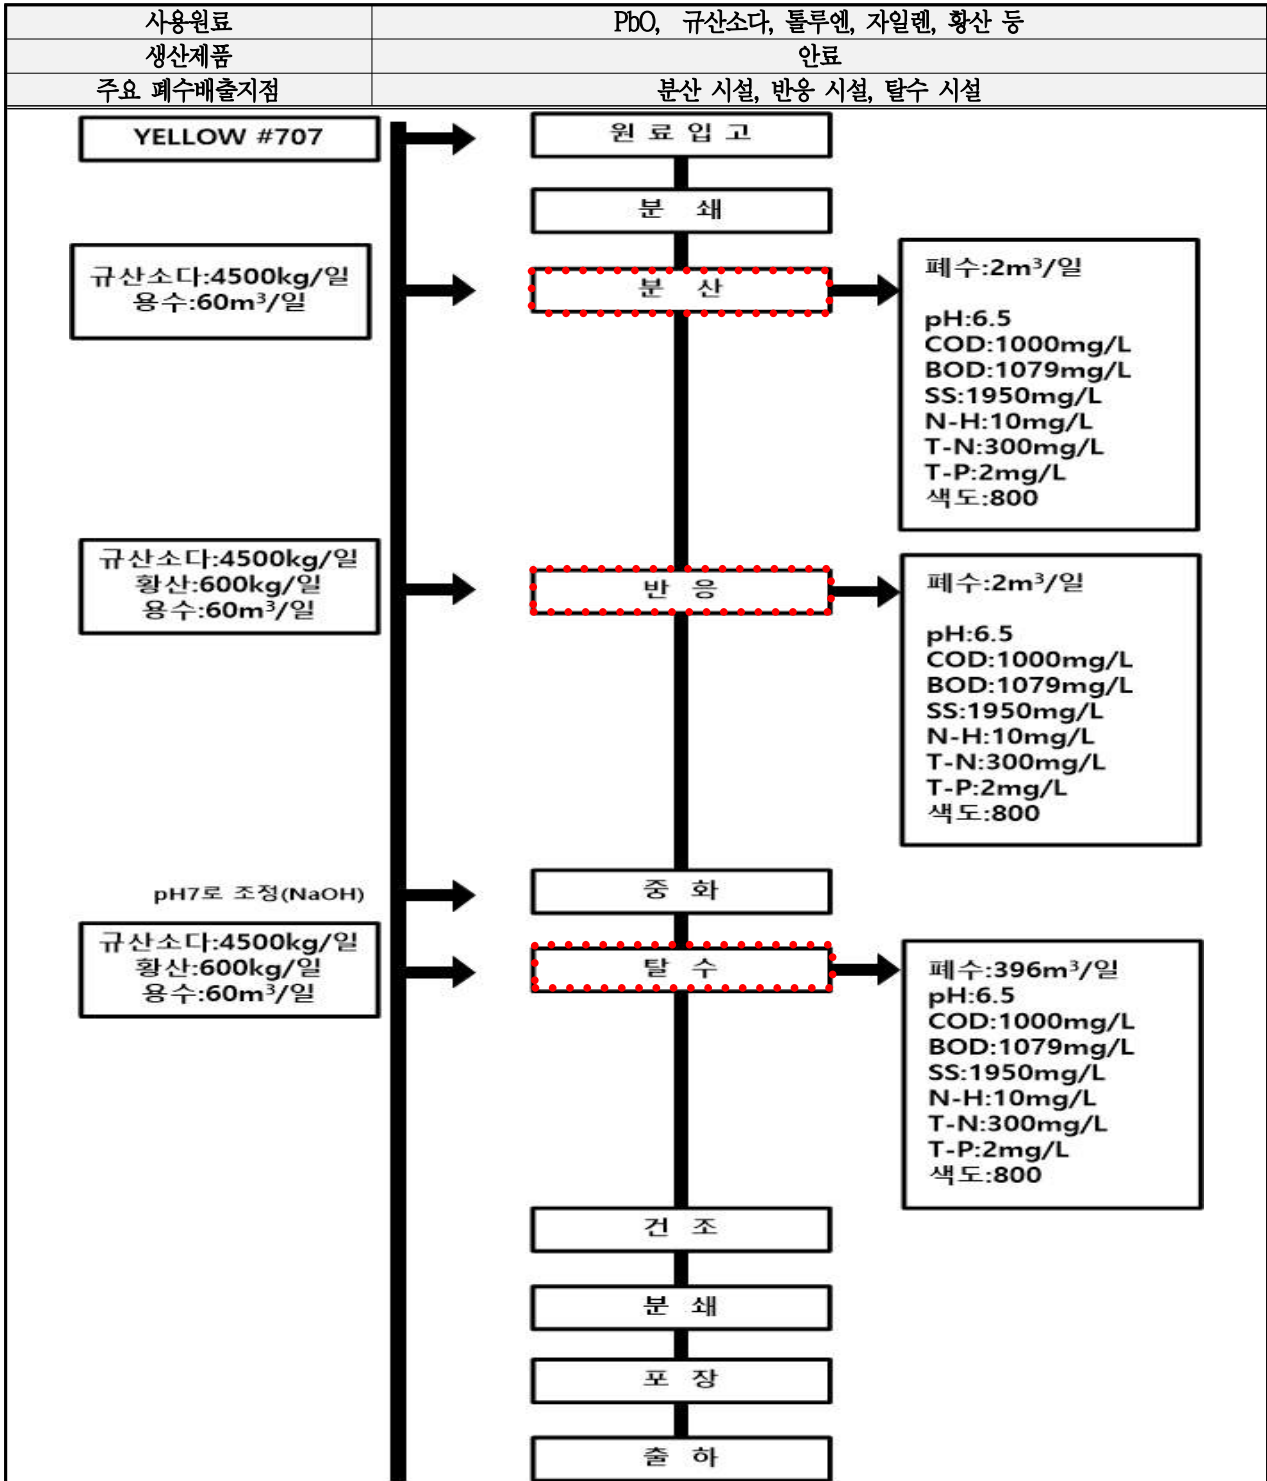 사용원료 PbO, 규산소다, 톨루엔, 자일렌, 황산 등
생산제품 안료
주요 폐수배출지점 분산 시설, 반응 시설, 탈수 시설
YELLOW #707
원 료 입 고
분 쇄
규산소다:4500kg/일
용수:60m³/일
분 산
폐수:2m³/일
pH:6.5
COD:1000mg/L
BOD:1079mg/L
SS:1950mg/L
N-H:10mg/L
T-N:300mg/L
T-P:2mg/L
색도:800
규산소다:4500kg/일
황산:600kg/일
용수:60m³/일
반 응
폐수:2m³/일
pH:6.5
COD:1000mg/L
BOD:1079mg/L
SS:1950mg/L
N-H:10mg/L
T-N:300mg/L
T-P:2mg/L
색도:800
pH7로 조정(NaOH)
중 화
규산소다:4500kg/일
황산:600kg/일
용수:60m³/일
탈 수
폐수:396m³/일
pH:6.5
COD:1000mg/L
BOD:1079mg/L
SS:1950mg/L
N-H:10mg/L
T-N:300mg/L
T-P:2mg/L
색도:800
건 조
분 쇄
포 장
출 하